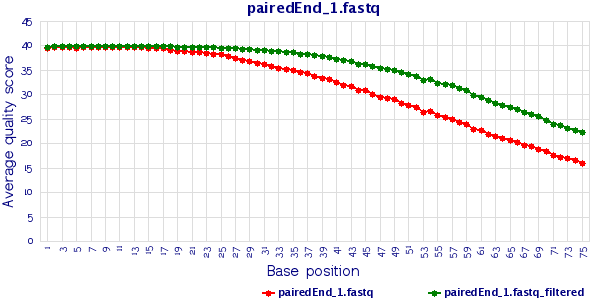 pairedEnd_1.fastq
Average quality score
45
40
35
30
25
20
15
10
5
0
1 3 5 7 9 11 13 15 17 19 21 23 25 27 29 31 33 35 37 39 41 43 45 47 49 51 53 55 57 59 61 63 65 67 69 71 73 75
Base position
pairedEnd_1.fastq pairedEnd_1.fastq_filtered